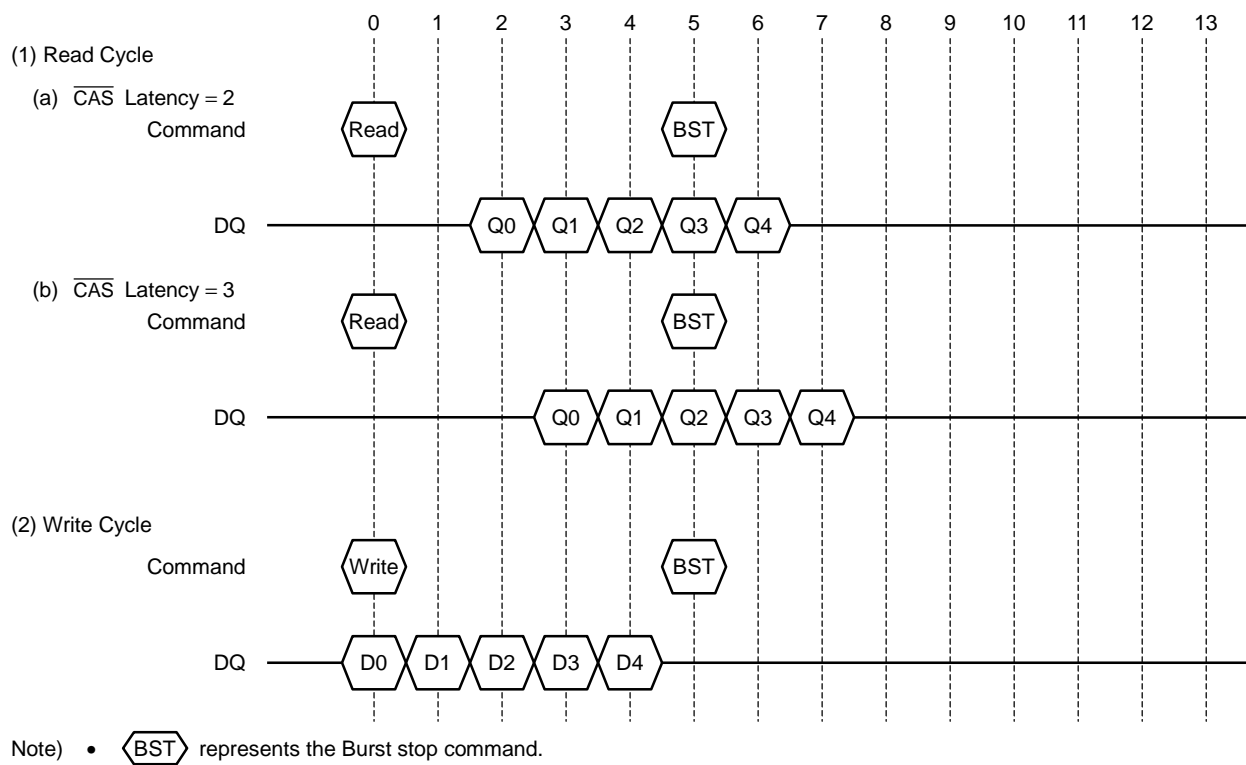 0 1 2 3 4 5 6 7 8 9 10 11 12 13
(1) Read Cycle
(a) CAS Latency = 2
Command Read BST
DQ Q0 Q1 Q2 Q3 Q4
(b) CAS Latency = 3
Command Read BST
DQ Q0 Q1 Q2 Q3 Q4
(2) Write Cycle
Command Write BST
DQ D0 D1 D2 D3 D4
Note) • BST represents the Burst stop command.